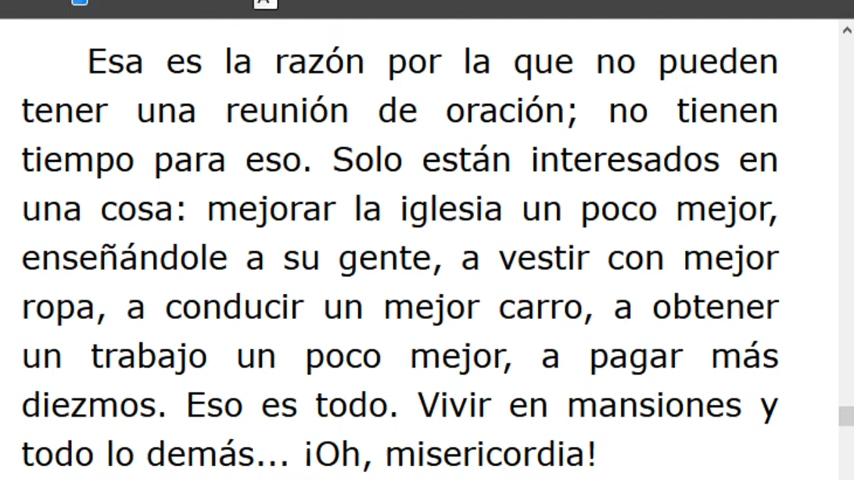 Esa es la razón por la que no pueden
tener una reunión de oración; no tienen
tiempo para eso. Solo están interesados en
una cosa: mejorar la iglesia un poco mejor,
enseñándole a su gente, a vestir con mejor
ropa, a conducir un mejor carro, a obtener
un trabajo un poco mejor, a pagar más
diezmos. Eso es todo. Vivir en mansiones y
todo lo demás... ¡Oh, misericordia!